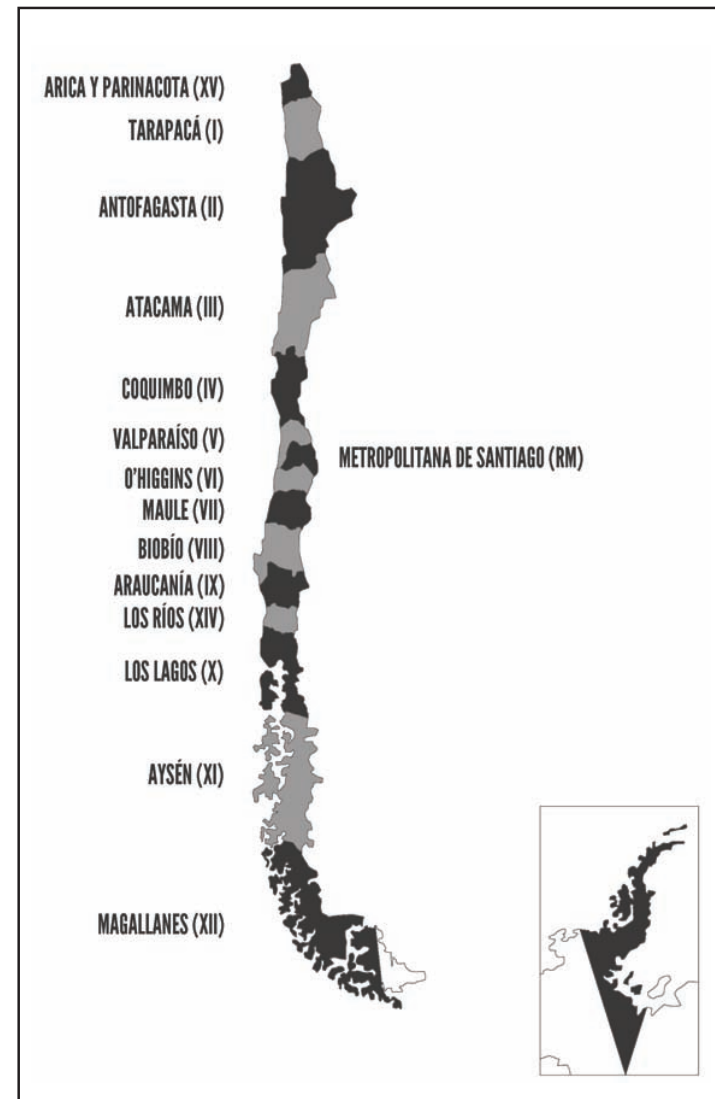 ARICA Y PARINACOTA (XV)
TARAPACÁ (I)
ANTOFAGASTA (II)
ATACAMA (III)
COQUIMBO (IV)
VALPARAÍSO (V)
METROPOLITANA DE SANTIAGO (RM)
O'HIGGINS (VI)
MAULE (VII)
BIOBÍO (VIII)
ARAUCANÍA (IX)
LOS RÍOS (XIV)
LOS LAGOS (X)
AYSÉN (XI)
MAGALLANES (XII)